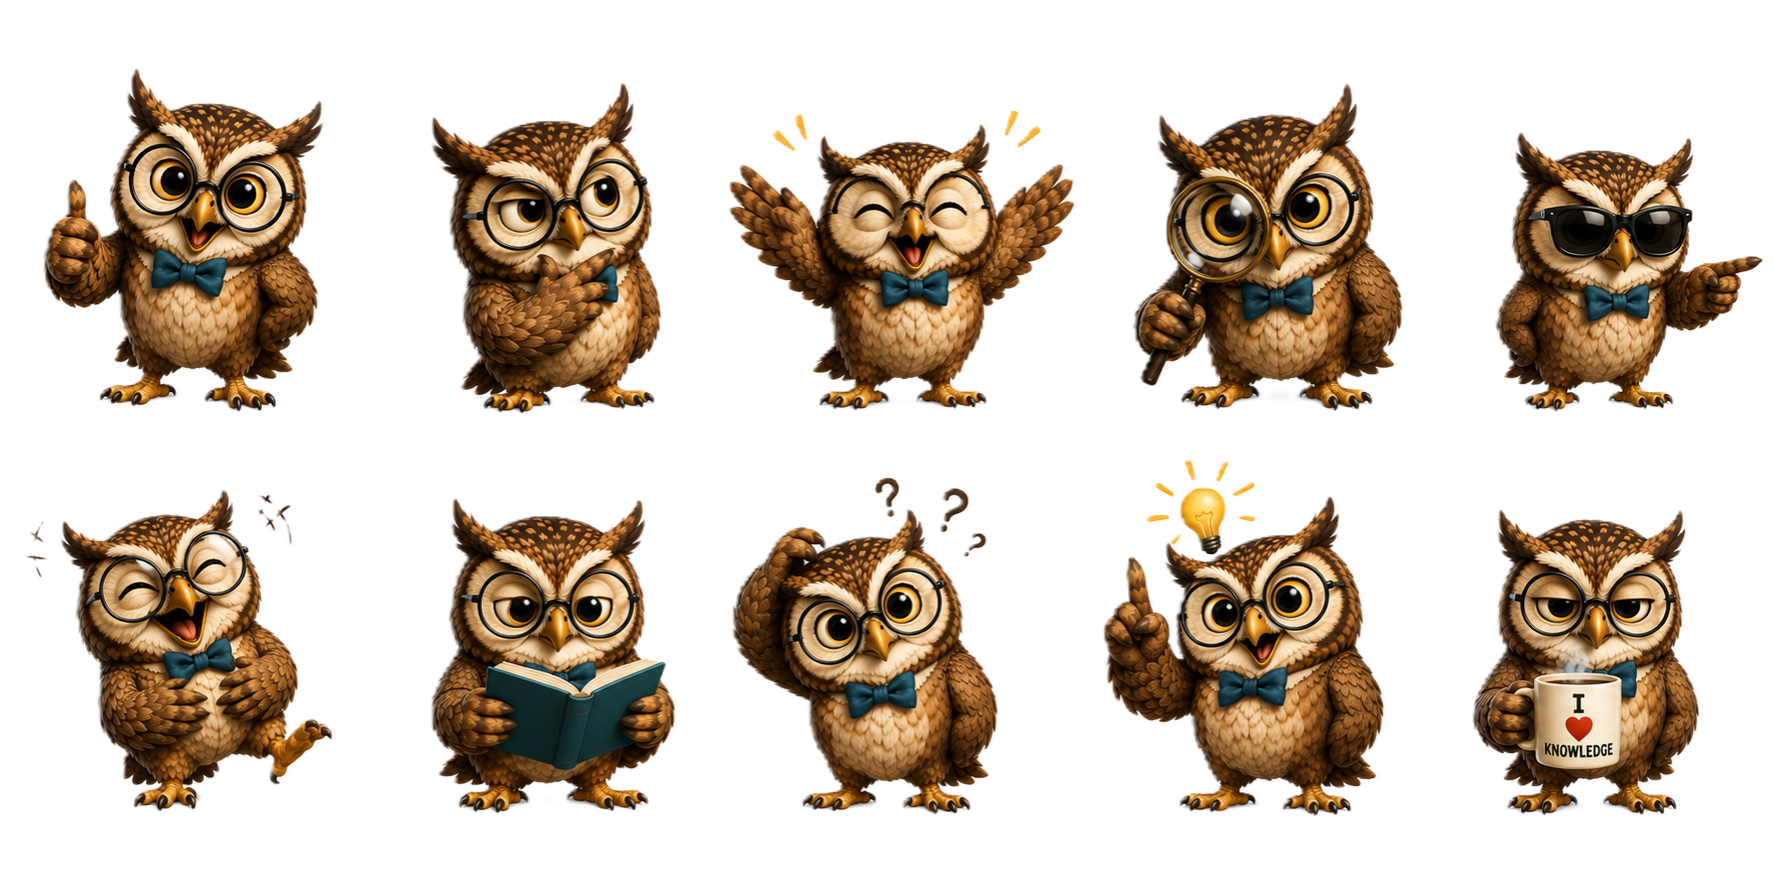 ? ? ?
I
❤
KNOWLEDGE